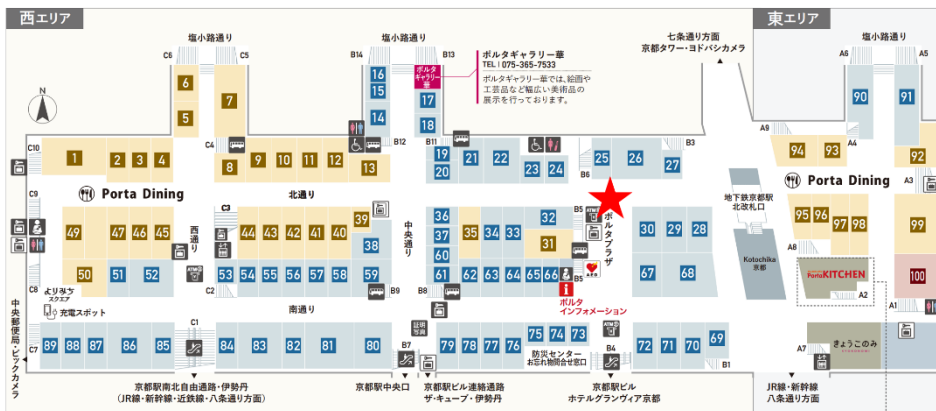 西エリア
東エリア
塩小路通り
塩小路通り
七条通り方面
京都タワー・ヨドバシカメラ
塩小路通り
C6
C5
B14
B13
A6
A5
ポルタ
ギャラリー
華
ポルタギャラリー華
TEL 075-365-7533
ポルタギャラリー華では、絵画や
工芸品など幅広い美術品の
展示を行っております。
N
6
7
16
15
17
90
91
5
14
18
C10
C4
B12
B11
B3
A9
A4
1
2
3
4
8
9
10
11
12
13
19
20
21
22
23
24
25
26
27
94
93
92
B6
A3
C9
Porta Dining
北通り
Porta Dining
地下鉄京都駅
北改札口
C3
中央通り
B5
ATM
ポルタプラザ
49
47
46
45
西通り
44
43
42
41
40
39
38
36
37
60
35
34
33
32
31
30
29
28
95
96
97
98
99
A8
Kotochika
京都
Porta KITCHEN
100
50
51
52
ATM
53
54
55
56
57
58
59
61
62
63
64
65
66
AED
67
68
C8
C2
B9
B8
B5
A2
A1
よりみち
スクエア
充電スポット
南通り
ポルタ
インフォメーション
中央郵便局・ビックカメラ
C7
C1
証明
写真
B7
ATM
B4
B1
A7
89
88
87
86
85
84
83
82
81
80
79
78
77
76
75
74
73
72
71
70
69
防災センター
お忘れ物問合せ窓口
きょうこのみ
京都駅南北自由通路・伊勢丹
(JR線・新幹線・近鉄線・八条通り方面)
京都駅中央口
京都駅ビル連絡通路
ザ・キューブ・伊勢丹
京都駅ビル
ホテルグランヴィア京都
JR線・新幹線
八条通り方面